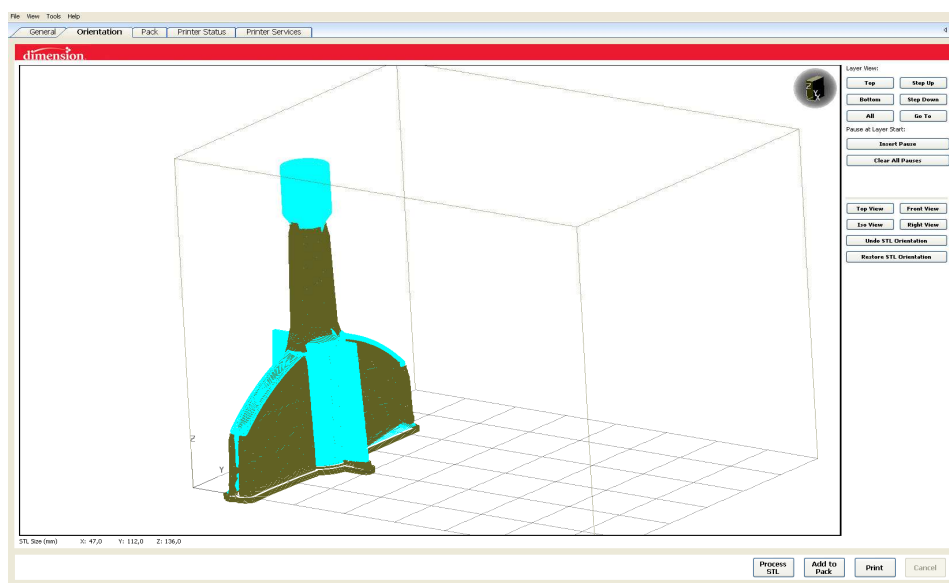 File View Tools Help
General Orientation Pack Printer Status Printer Services
dimension
Layer View:
Top Step Up
Bottom Step Down
All Go To
Pause at Layer Start:
Insert Pause
Clear All Pauses
Top View Front View
Iso View Right View
Undo STL Orientation
Restore STL Orientation
Z
Y
X
Z
Y
STL Size (mm) X: 47,0 Y: 112,0 Z: 136,0
Process STL Add to Pack Print Cancel